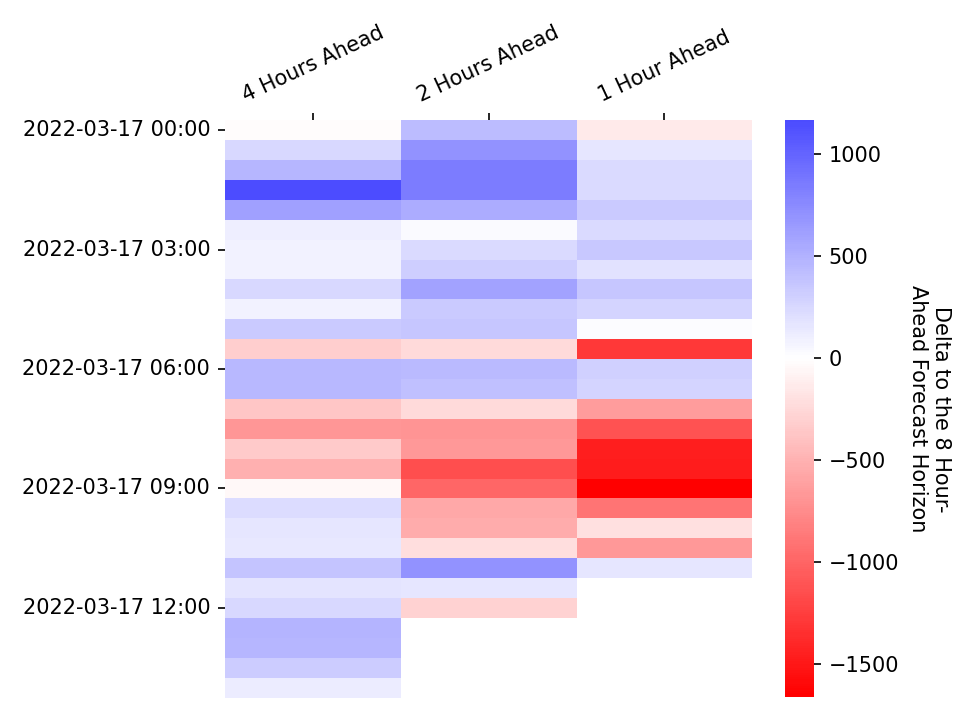 4 Hours Ahead
2 Hours Ahead
1 Hour Ahead
2022-03-17 00:00
2022-03-17 03:00
2022-03-17 06:00
2022-03-17 09:00
2022-03-17 12:00
1000
500
0
−500
−1000
−1500
Delta to the 8 Hour-
Ahead Forecast Horizon